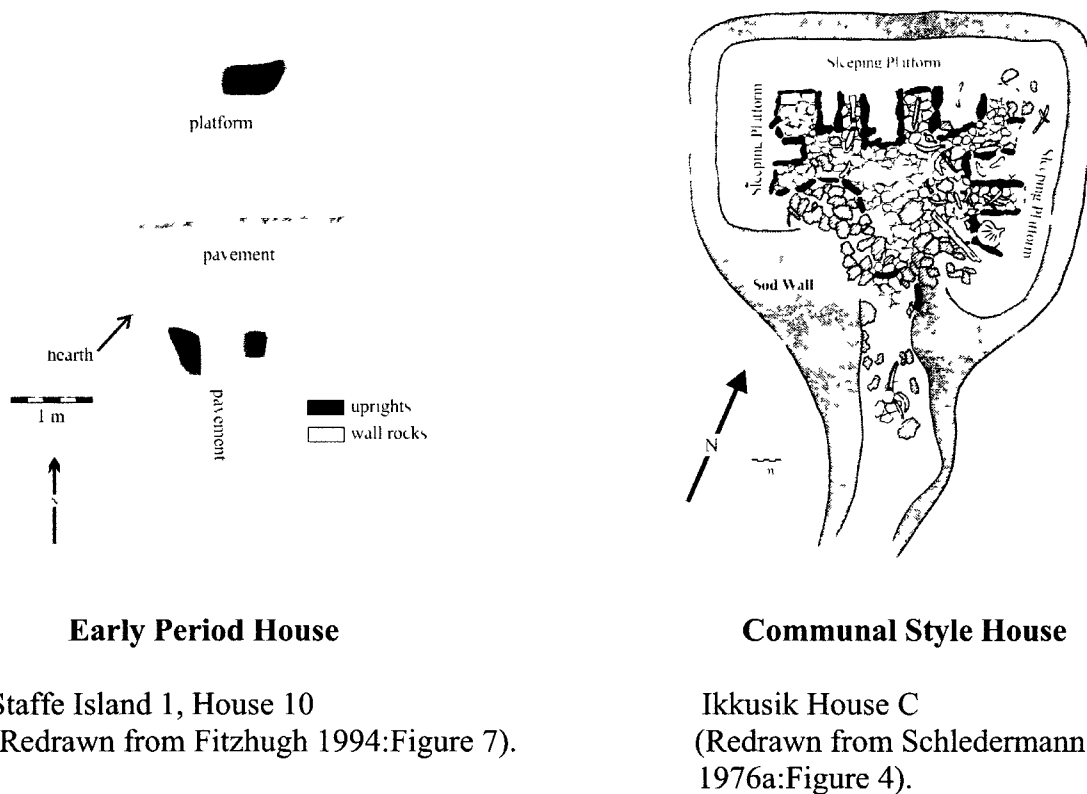 platform
pavement
hearth
pavement
1 m
uprights
wall rocks
Early Period House
Staffe Island 1, House 10
Redrawn from Fitzhugh 1994:Figure 7).
Sleeping Platform
Sleeping Platform
Sleeping Platform
Sod Wall
N
Communal Style House
Ikkusik House C
(Redrawn from Schledermann
1976a:Figure 4).